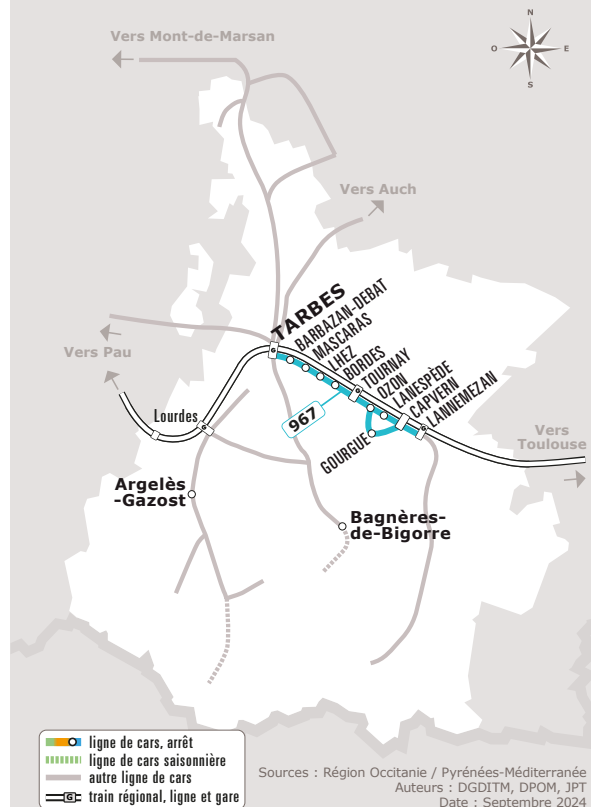 Vers Mont-de-Marsan
N
O
E
S
Vers Auch
TARBES
BARBAZAN-DEBAT
MASCARAS
LHEZ
BORDES
TOURNAY
OZON
LANESPÈDE
CAPVERN
LANNEMEZAN
Vers Pau
Lourdes
967
GOURGUE
Vers
Toulouse
Argelès
-Gazost
Bagnères-
de-Bigorre
ligne de cars, arrêt
ligne de cars saisonnière
autre ligne de cars
G train régional, ligne et gare
Sources : Région Occitanie / Pyrénées-Méditerranée
Auteurs : DGDITM, DPOM, JPT
Date : Septembre 2024